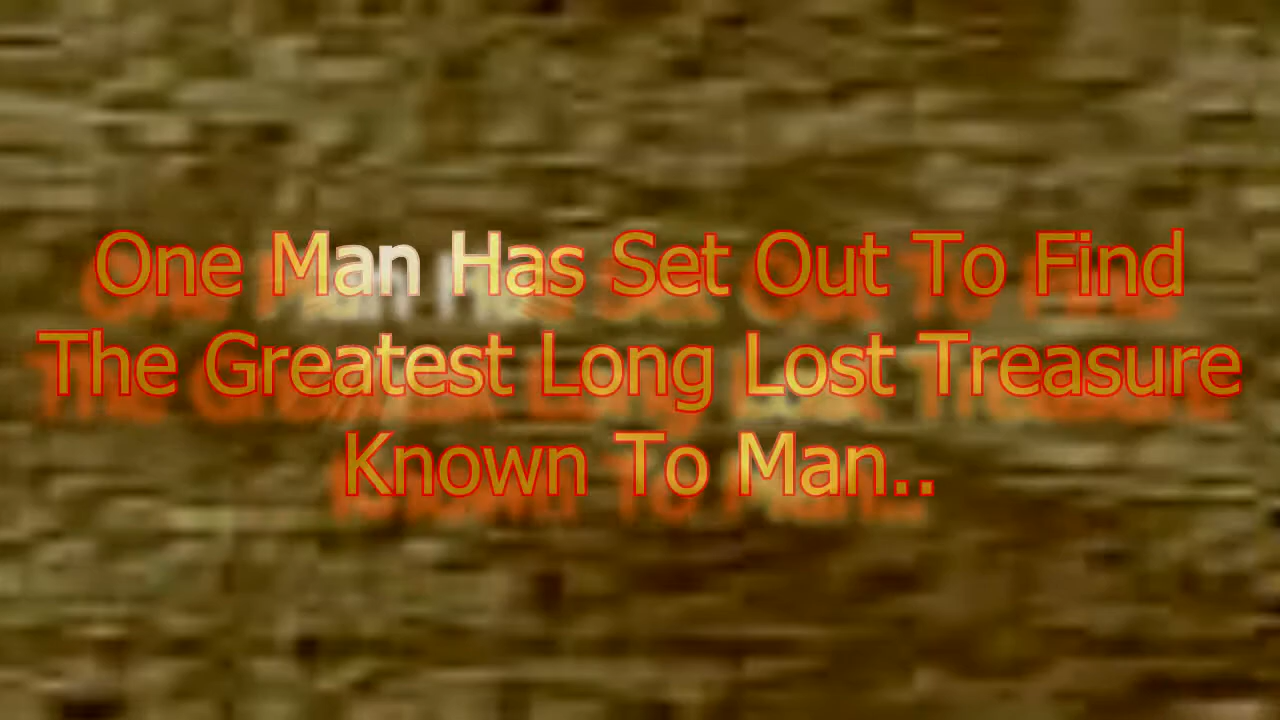 One Man Has Set Out To Find
The Greatest Long Lost Treasure
Known To Man..